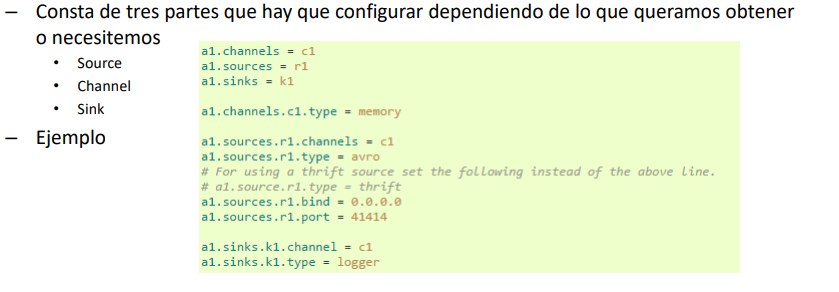 – Consta de tres partes que hay que configurar dependiendo de lo que queramos obtener
o necesitemos
• Source
• Channel
• Sink
– Ejemplo
a1.channels = c1
a1.sources = r1
a1.sinks = k1
a1.channels.c1.type = memory
a1.sources.r1.channels = c1
a1.sources.r1.type = avro
# For using a thrift source set the following instead of the above line.
# a1.source.r1.type = thrift
a1.sources.r1.bind = 0.0.0.0
a1.sources.r1.port = 41414
a1.sinks.k1.channel = c1
a1.sinks.k1.type = logger